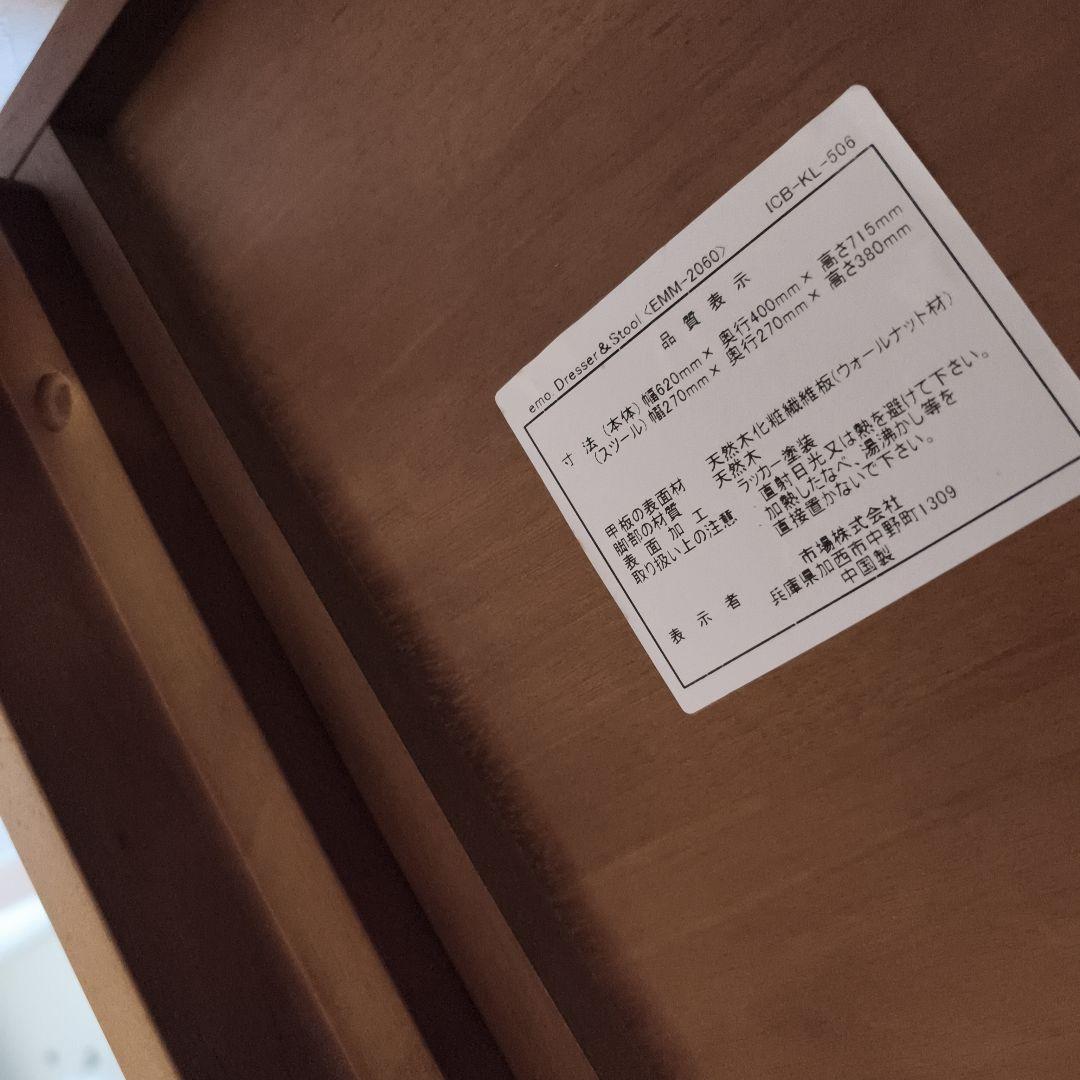 ICB-KL-506
emo. Dresser&Stool <EMM-2060>
品質表示
寸 法 (本体) 幅620mm× 奥行400mm× 高さ715mm
(スツール) 幅270mm× 奥行270mm× 高さ380mm
甲板の表面材 天然木化粧繊維板(ウォールナット材)
脚部の材質 天然木
表面加工 ラッカー塗装
取り扱い上の注意 直射日光又は熱を避けて下さい。
加熱したなべ、湯沸かし等を
直接置かないで下さい。
表示者 市場株式会社
兵庫県加西市中野町1309
中国製